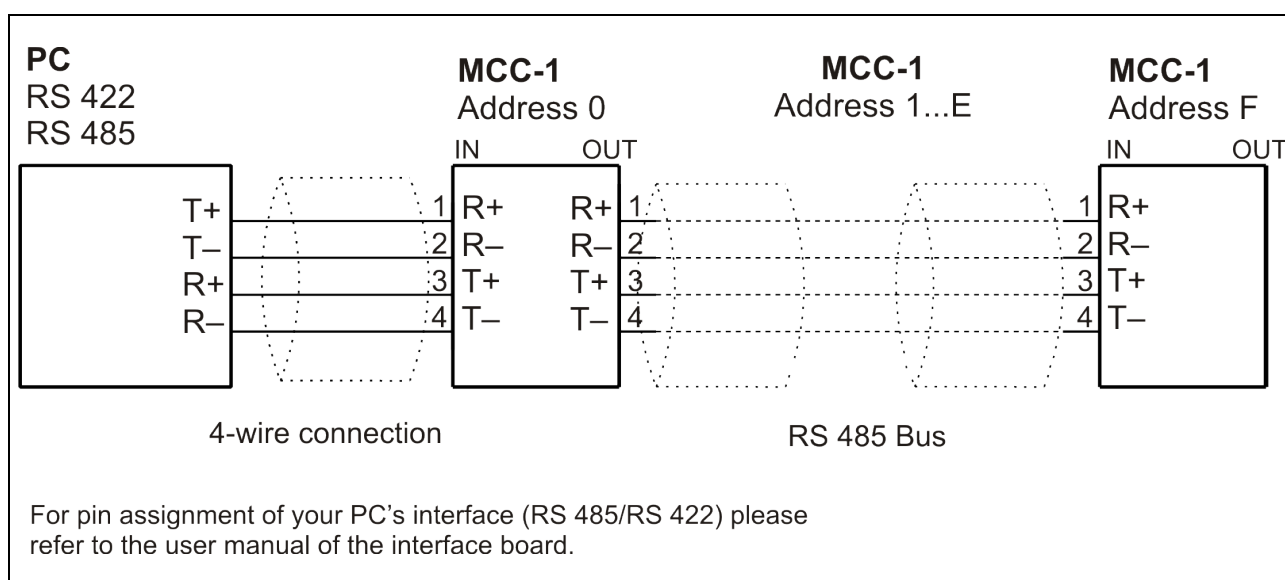 PC
RS 422
RS 485
MCC-1
Address 0
MCC-1
Address 1...E
MCC-1
Address F
IN OUT
IN OUT
T+ 1 R+ R+ 1 1 R+
T– 2 R– R– 2 2 R–
R+ 3 T+ T+ 3 3 T+
R– 4 T– T– 4 4 T–
4-wire connection
RS 485 Bus
For pin assignment of your PC's interface (RS 485/RS 422) please
refer to the user manual of the interface board.